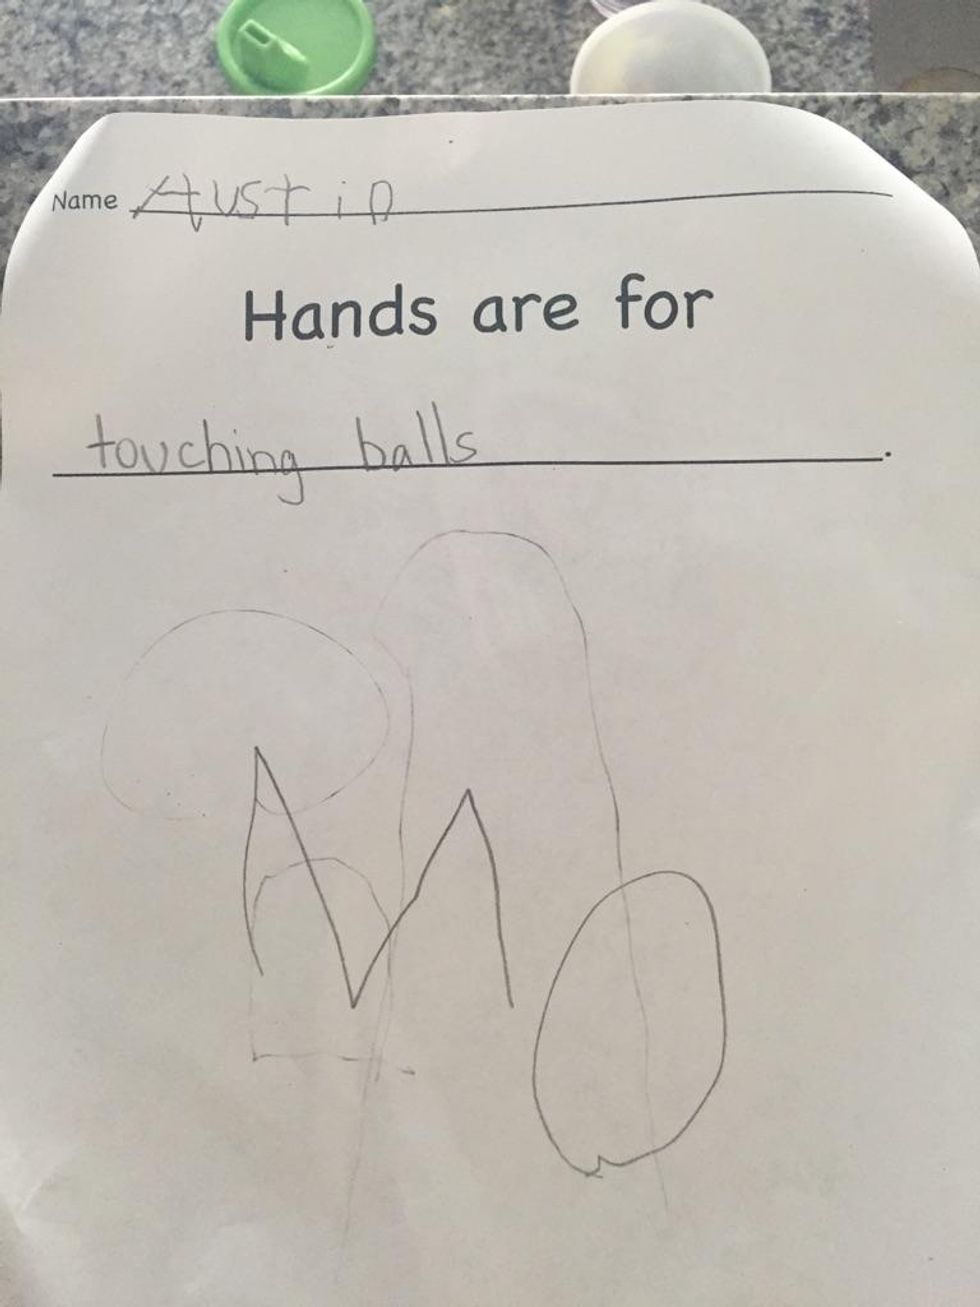 Name Austin
Hands are for
touching balls.